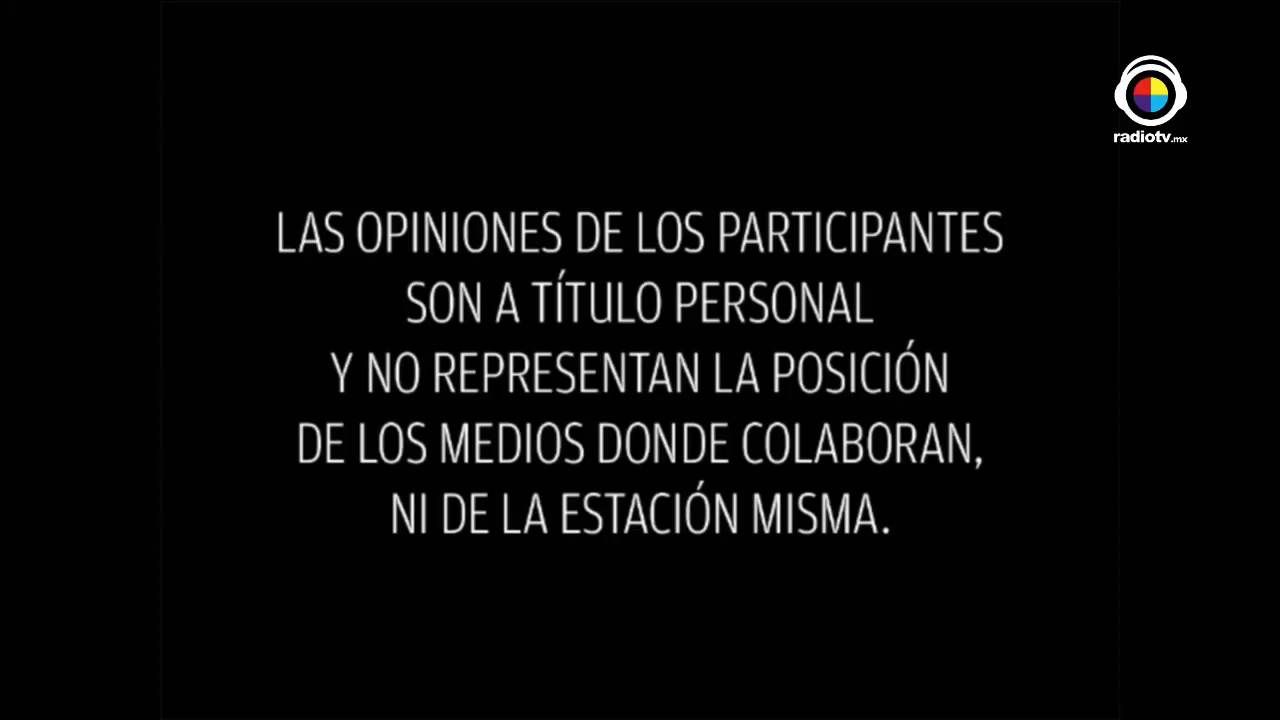 radiotv.mx
LAS OPINIONES DE LOS PARTICIPANTES
SON A TÍTULO PERSONAL
Y NO REPRESENTAN LA POSICIÓN
DE LOS MEDIOS DONDE COLABORAN,
NI DE LA ESTACIÓN MISMA.